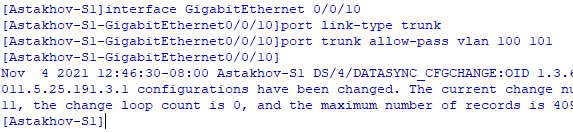 [Astakhov-S1]interface GigabitEthernet 0/0/10
[Astakhov-S1-GigabitEthernet0/0/10]port link-type trunk
[Astakhov-S1-GigabitEthernet0/0/10]port trunk allow-pass vlan 100 101
[Astakhov-S1-GigabitEthernet0/0/10]
Nov  4 2021 12:46:30-08:00 Astakhov-S1 DS/4/DATASYNC_CFGCHANGE:OID 1.3.6
011.5.25.191.3.1 configurations have been changed. The current change nu
11, the change loop count is 0, and the maximum number of records is 409
[Astakhov-S1]